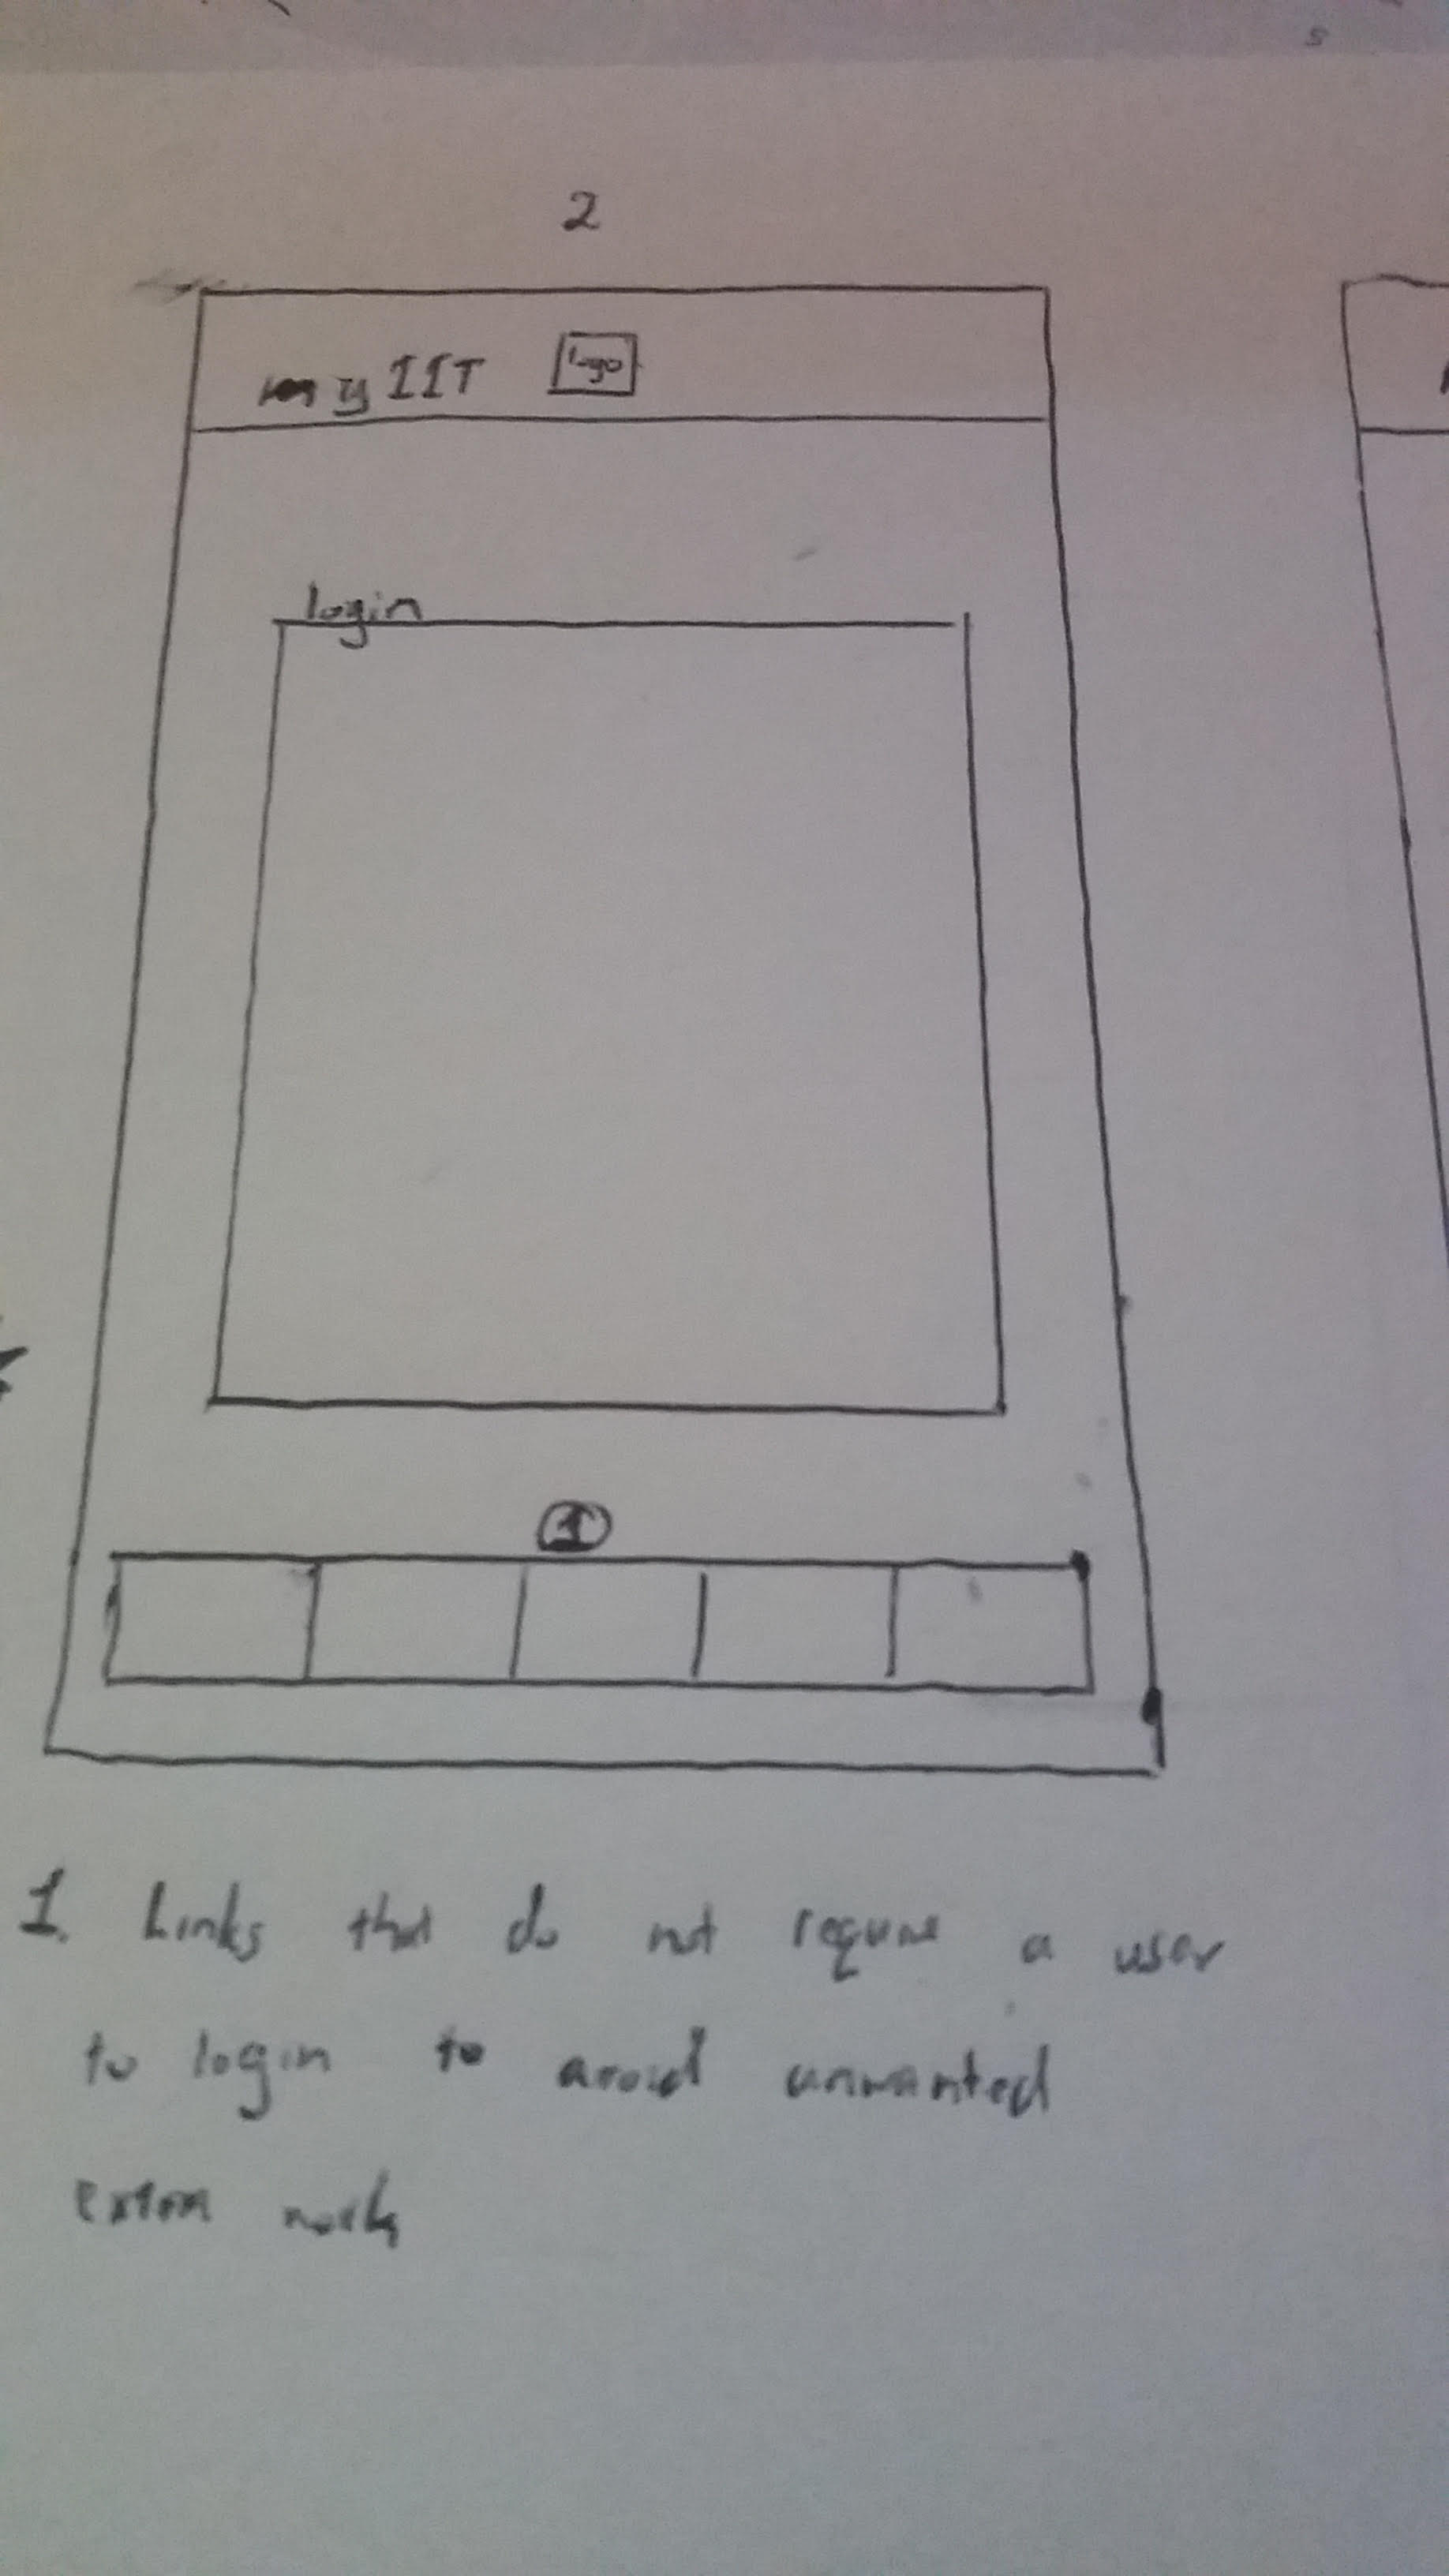 s
2
myIIT logo
login
1
1. Links that do not require a user
to login to avoid unwanted
extra work